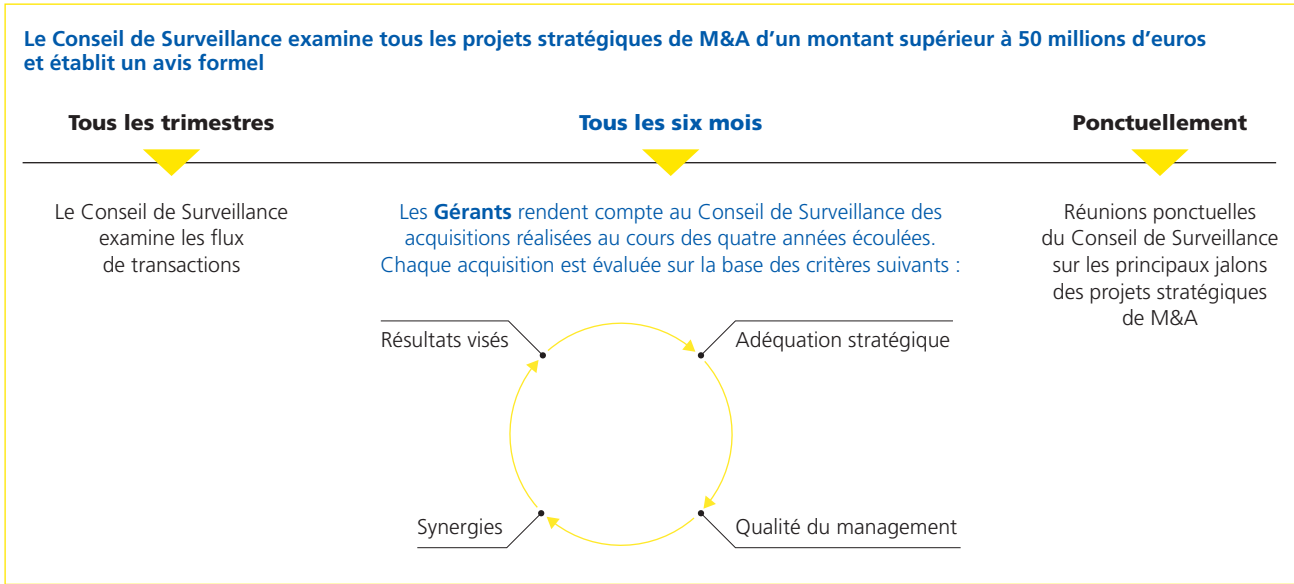 Le Conseil de Surveillance examine tous les projets stratégiques de M&A d'un montant supérieur à 50 millions d'euros
et établit un avis formel
Tous les trimestres
Le Conseil de Surveillance
examine les flux
de transactions
Tous les six mois
Les Gérants rendent compte au Conseil de Surveillance des
acquisitions réalisées au cours des quatre années écoulées.
Chaque acquisition est évaluée sur la base des critères suivants :
Résultats visés
Adéquation stratégique
Synergies
Qualité du management
Ponctuellement
Réunions ponctuelles
du Conseil de Surveillance
sur les principaux jalons
des projets stratégiques
de M&A